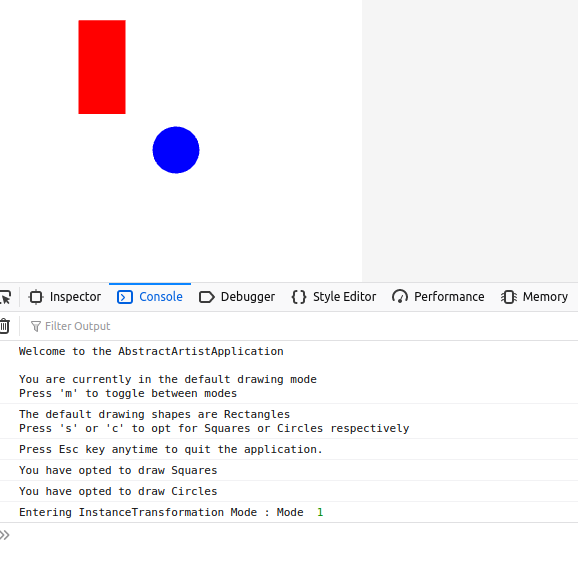 Inspector Console Debugger Style Editor Performance Memory
Filter Output
Welcome to the AbstractArtistApplication
You are currently in the default drawing mode
Press 'm' to toggle between modes
The default drawing shapes are Rectangles
Press 's' or 'c' to opt for Squares or Circles respectively
Press Esc key anytime to quit the application.
You have opted to draw Squares
You have opted to draw Circles
Entering InstanceTransformation Mode : Mode 1